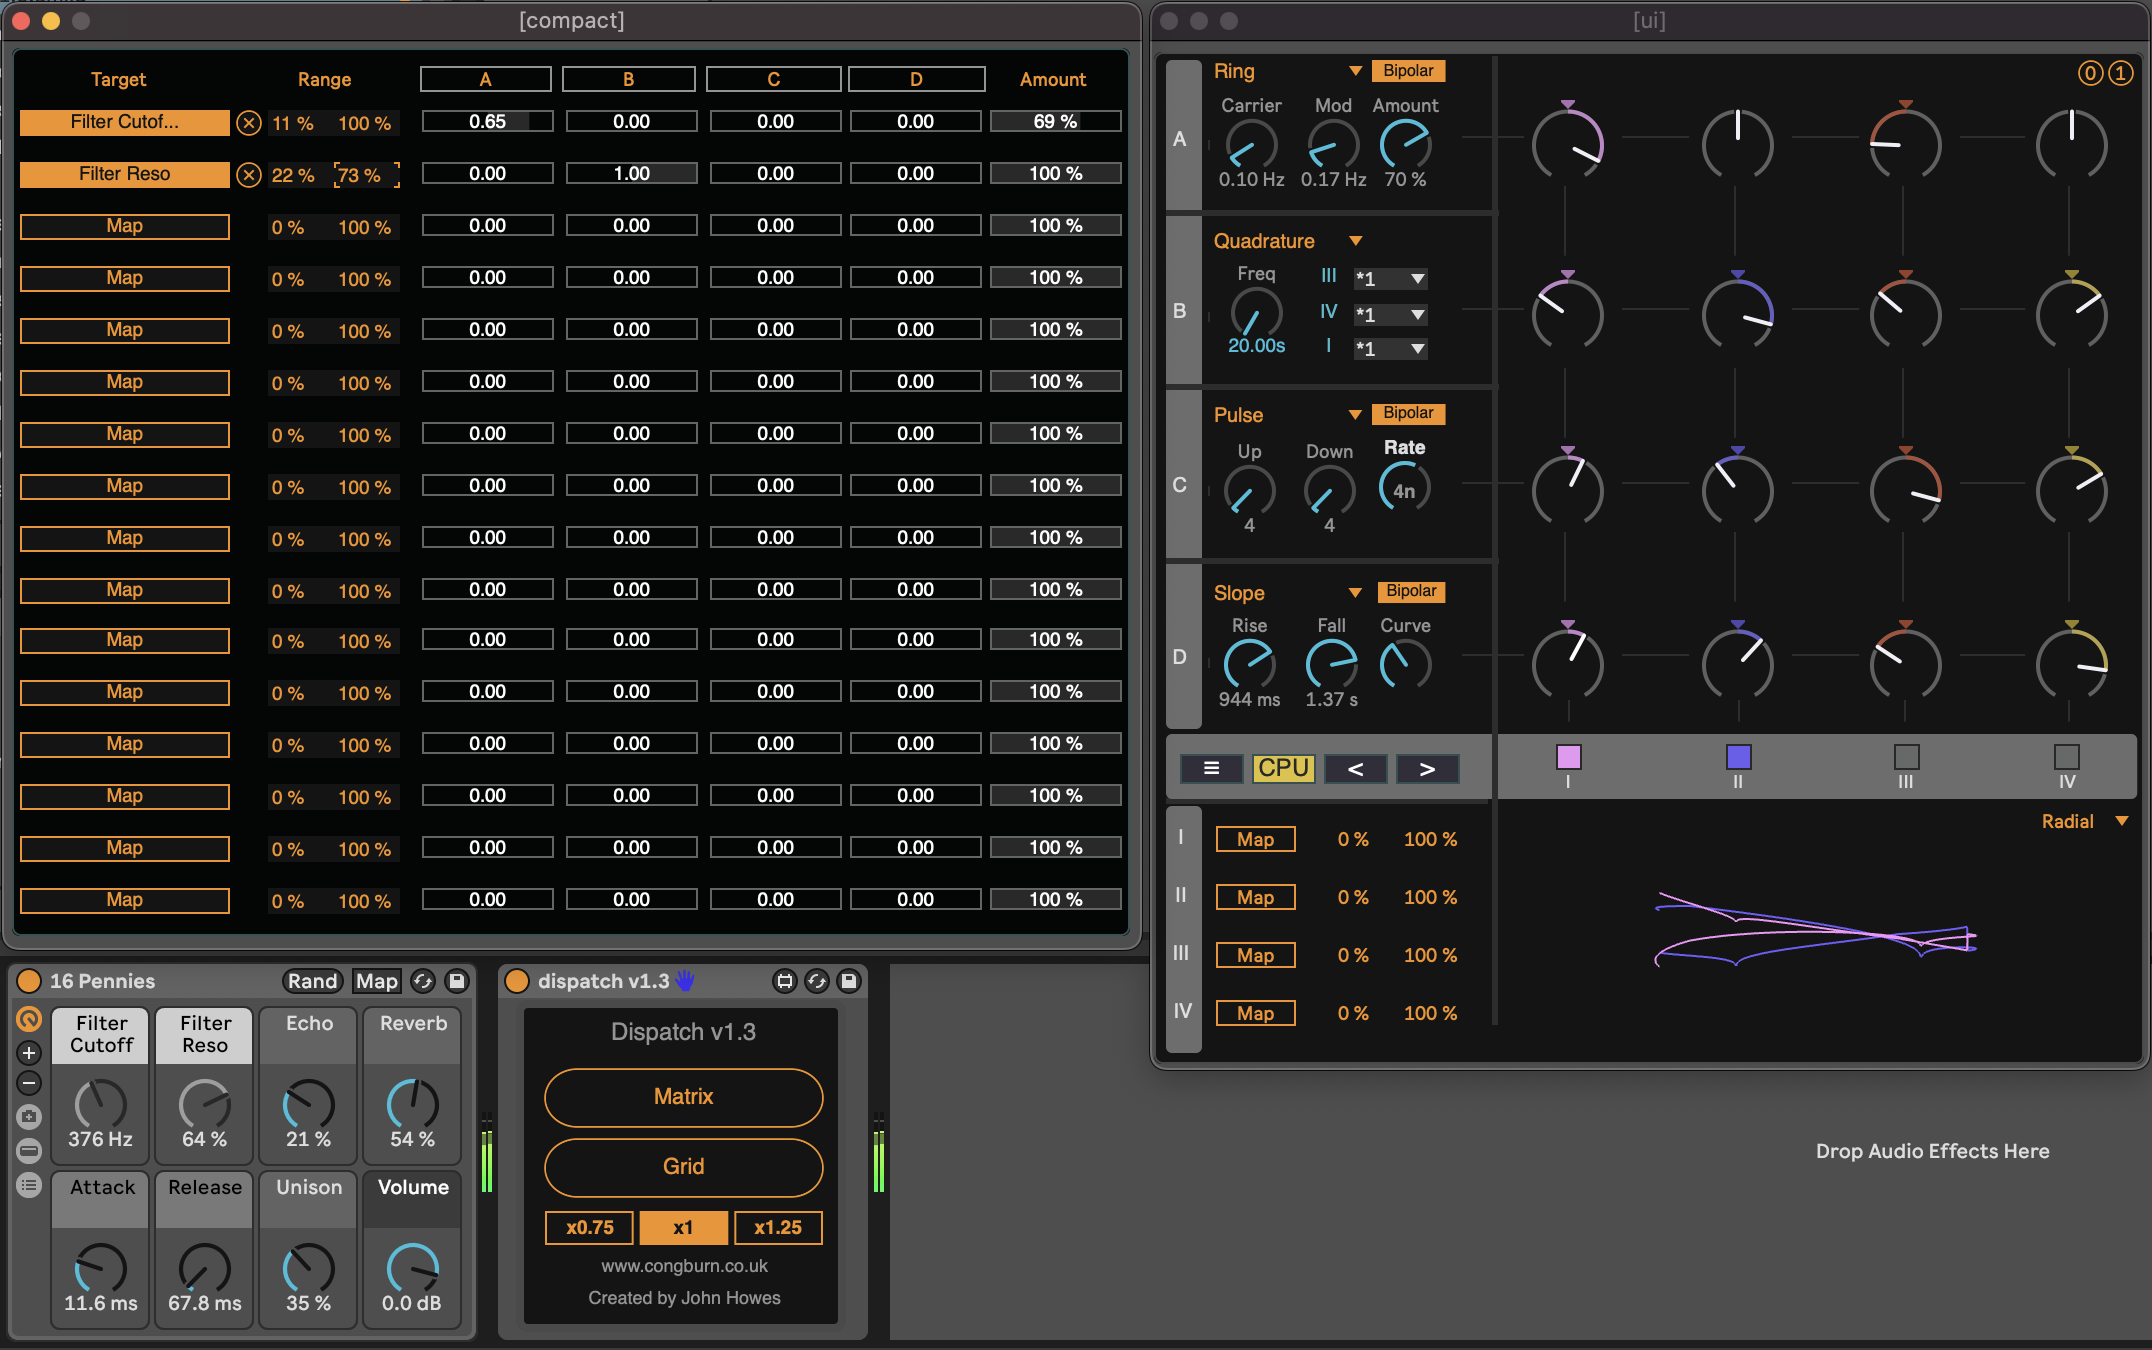 [compact]
Target Range A B C D Amount
Filter Cutof... 11 % 100 % 0.65 0.00 0.00 0.00 69 %
Filter Reso 22 % 73 % 0.00 1.00 0.00 0.00 100 %
Map 0 % 100 % 0.00 0.00 0.00 0.00 100 %
Map 0 % 100 % 0.00 0.00 0.00 0.00 100 %
Map 0 % 100 % 0.00 0.00 0.00 0.00 100 %
Map 0 % 100 % 0.00 0.00 0.00 0.00 100 %
Map 0 % 100 % 0.00 0.00 0.00 0.00 100 %
Map 0 % 100 % 0.00 0.00 0.00 0.00 100 %
Map 0 % 100 % 0.00 0.00 0.00 0.00 100 %
Map 0 % 100 % 0.00 0.00 0.00 0.00 100 %
Map 0 % 100 % 0.00 0.00 0.00 0.00 100 %
Map 0 % 100 % 0.00 0.00 0.00 0.00 100 %
Map 0 % 100 % 0.00 0.00 0.00 0.00 100 %
Map 0 % 100 % 0.00 0.00 0.00 0.00 100 %
Map 0 % 100 % 0.00 0.00 0.00 0.00 100 %
Map 0 % 100 % 0.00 0.00 0.00 0.00 100 %
[ui]
Ring Bipolar 0 1
Carrier Mod Amount
A
0.10 Hz 0.17 Hz 70 %
Quadrature
Freq III *1
B IV *1
20.00s I *1
Pulse Bipolar
Up Down Rate
C 4n
4 4
Slope Bipolar
Rise Fall Curve
D
944 ms 1.37 s
CPU < >
I II III IV
Radial
I Map 0 % 100 %
II Map 0 % 100 %
III Map 0 % 100 %
IV Map 0 % 100 %
16 Pennies Rand Map
Filter Cutoff Filter Reso Echo Reverb
376 Hz 64 % 21 % 54 %
Attack Release Unison Volume
11.6 ms 67.8 ms 35 % 0.0 dB
dispatch v1.3
Dispatch v1.3
Matrix
Grid
x0.75 x1 x1.25
www.congburn.co.uk
Created by John Howes
Drop Audio Effects Here